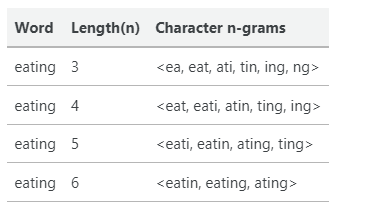 Word Length(n) Character n-grams
eating 3 <ea, eat, ati, tin, ing, ng>
eating 4 <eat, eati, atin, ting, ing>
eating 5 <eati, eatin, ating, ting>
eating 6 <eatin, eating, ating>